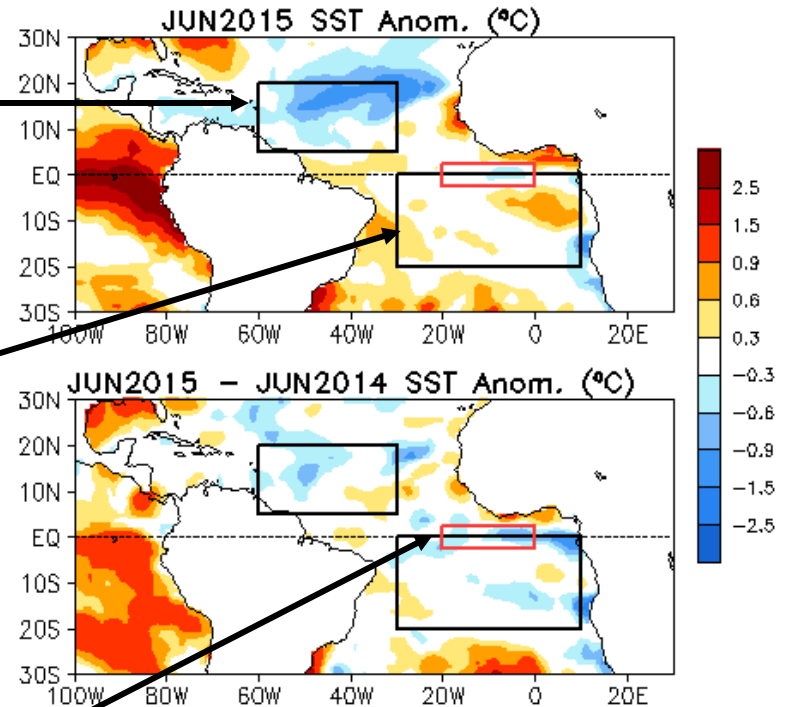 JUN2015 SST Anom. (°C)
30N
20N
10N
EQ
10S
20S
30S
100W 80W 60W 40W 20W 0 20E
JUN2015 - JUN2014 SST Anom. (°C)
30N
20N
10N
EQ
10S
20S
30S
100W 80W 60W 40W 20W 0 20E
2.5
1.5
0.9
0.6
0.3
-0.3
-0.6
-0.9
-1.5
-2.5